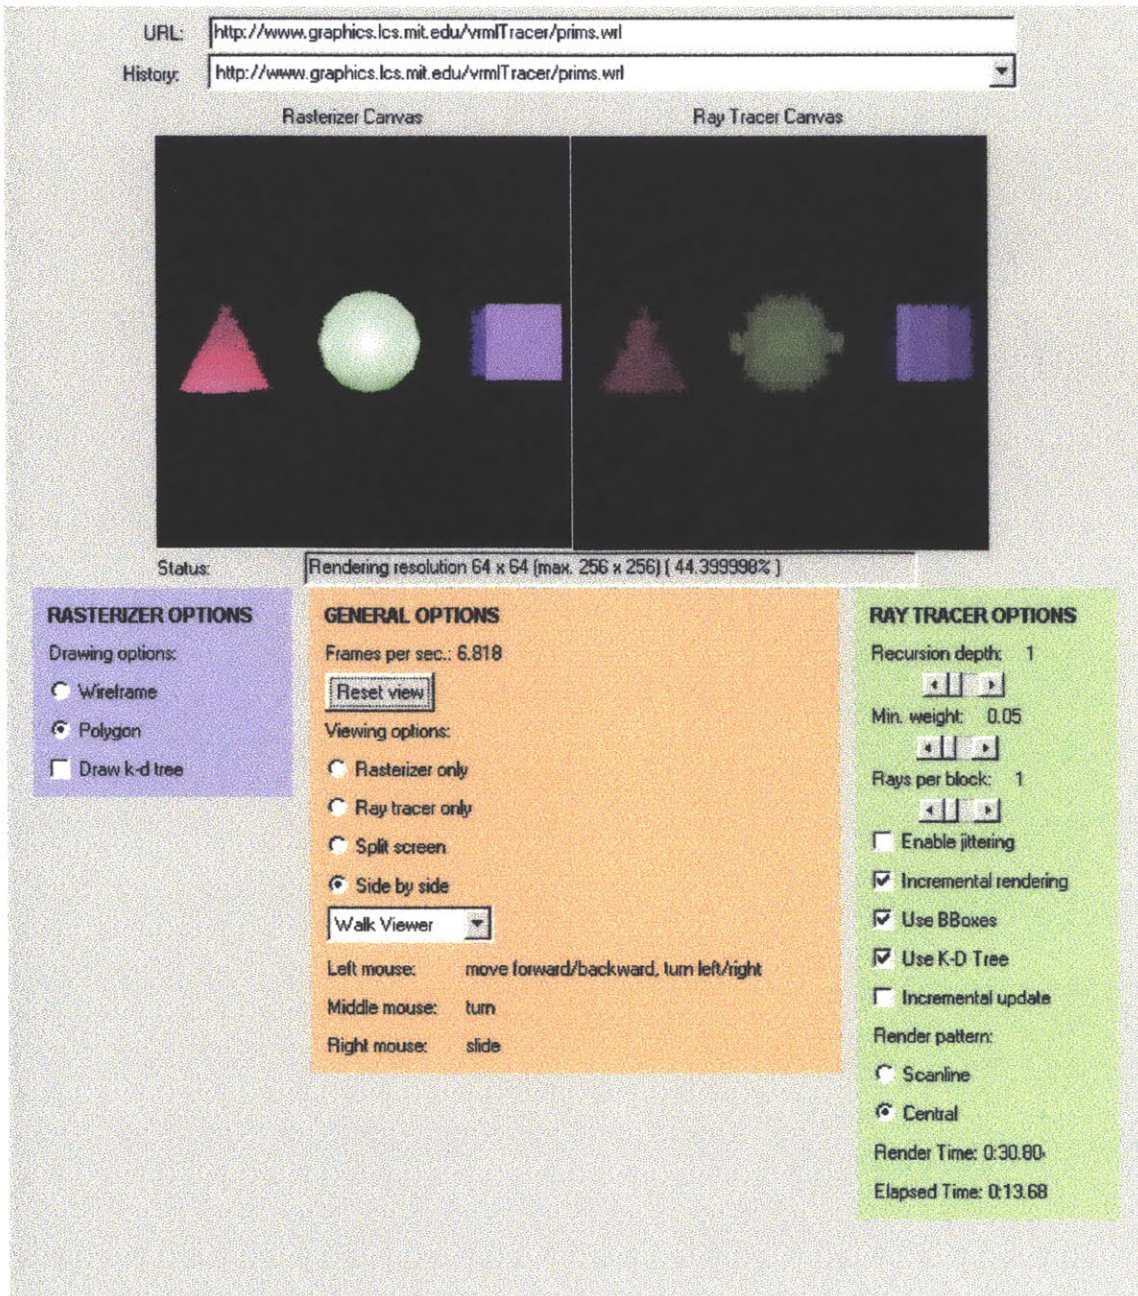 URL: http://www.graphics.lcs.mit.edu/vrmlTracer/prims.wrl
History: http://www.graphics.lcs.mit.edu/vrmlTracer/prims.wrl
Rasterizer Canvas Ray Tracer Canvas
Status: Rendering resolution 64 x 64 (max. 256 x 256) ( 44.399998% )
RASTERIZER OPTIONS
Drawing options:
Wireframe
Polygon
Draw k-d tree
GENERAL OPTIONS
Frames per sec.: 6.818
Reset view
Viewing options:
Rasterizer only
Ray tracer only
Split screen
Side by side
Walk Viewer
Left mouse: move forward/backward, turn left/right
Middle mouse: turn
Right mouse: slide
RAY TRACER OPTIONS
Recursion depth: 1
Min. weight: 0.05
Rays per block: 1
Enable jittering
Incremental rendering
Use BBoxes
Use K-D Tree
Incremental update
Render pattern:
Scanline
Central
Render Time: 0:30.80
Elapsed Time: 0:13.68